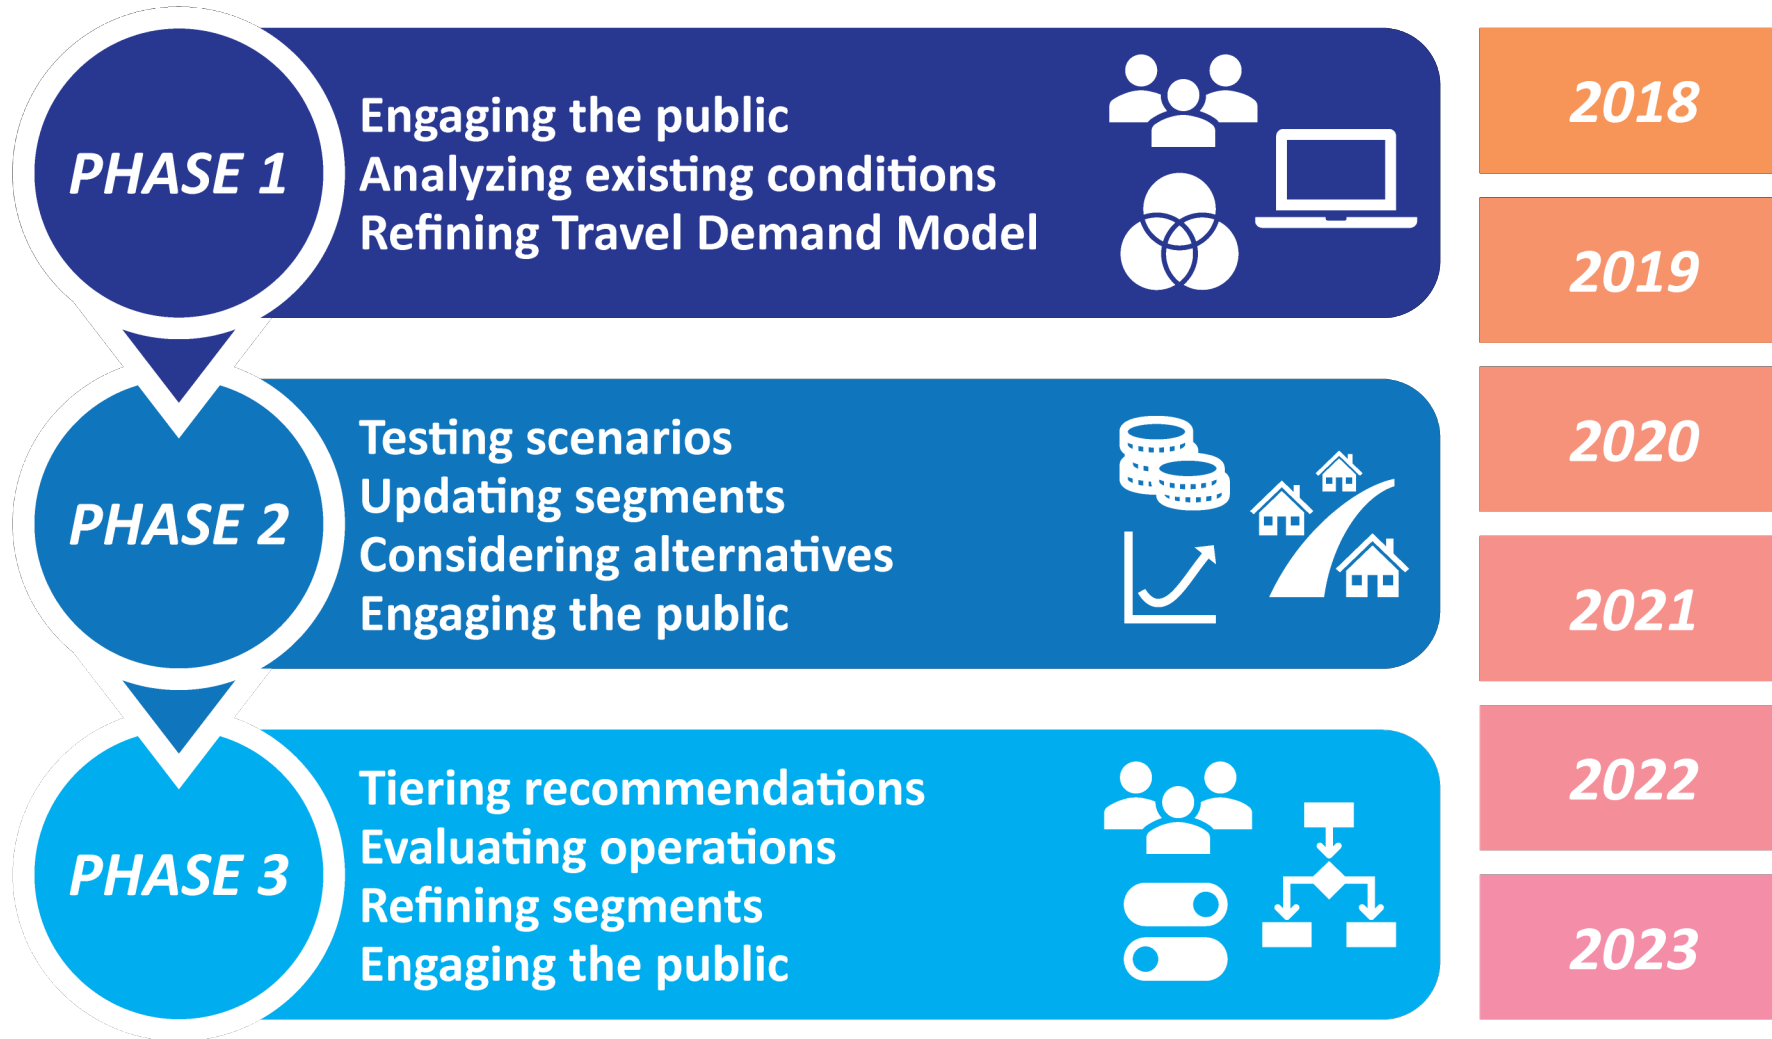 PHASE 1
Engaging the public
Analyzing existing conditions
Refining Travel Demand Model
PHASE 2
Testing scenarios
Updating segments
Considering alternatives
Engaging the public
PHASE 3
Tiering recommendations
Evaluating operations
Refining segments
Engaging the public
2018
2019
2020
2021
2022
2023